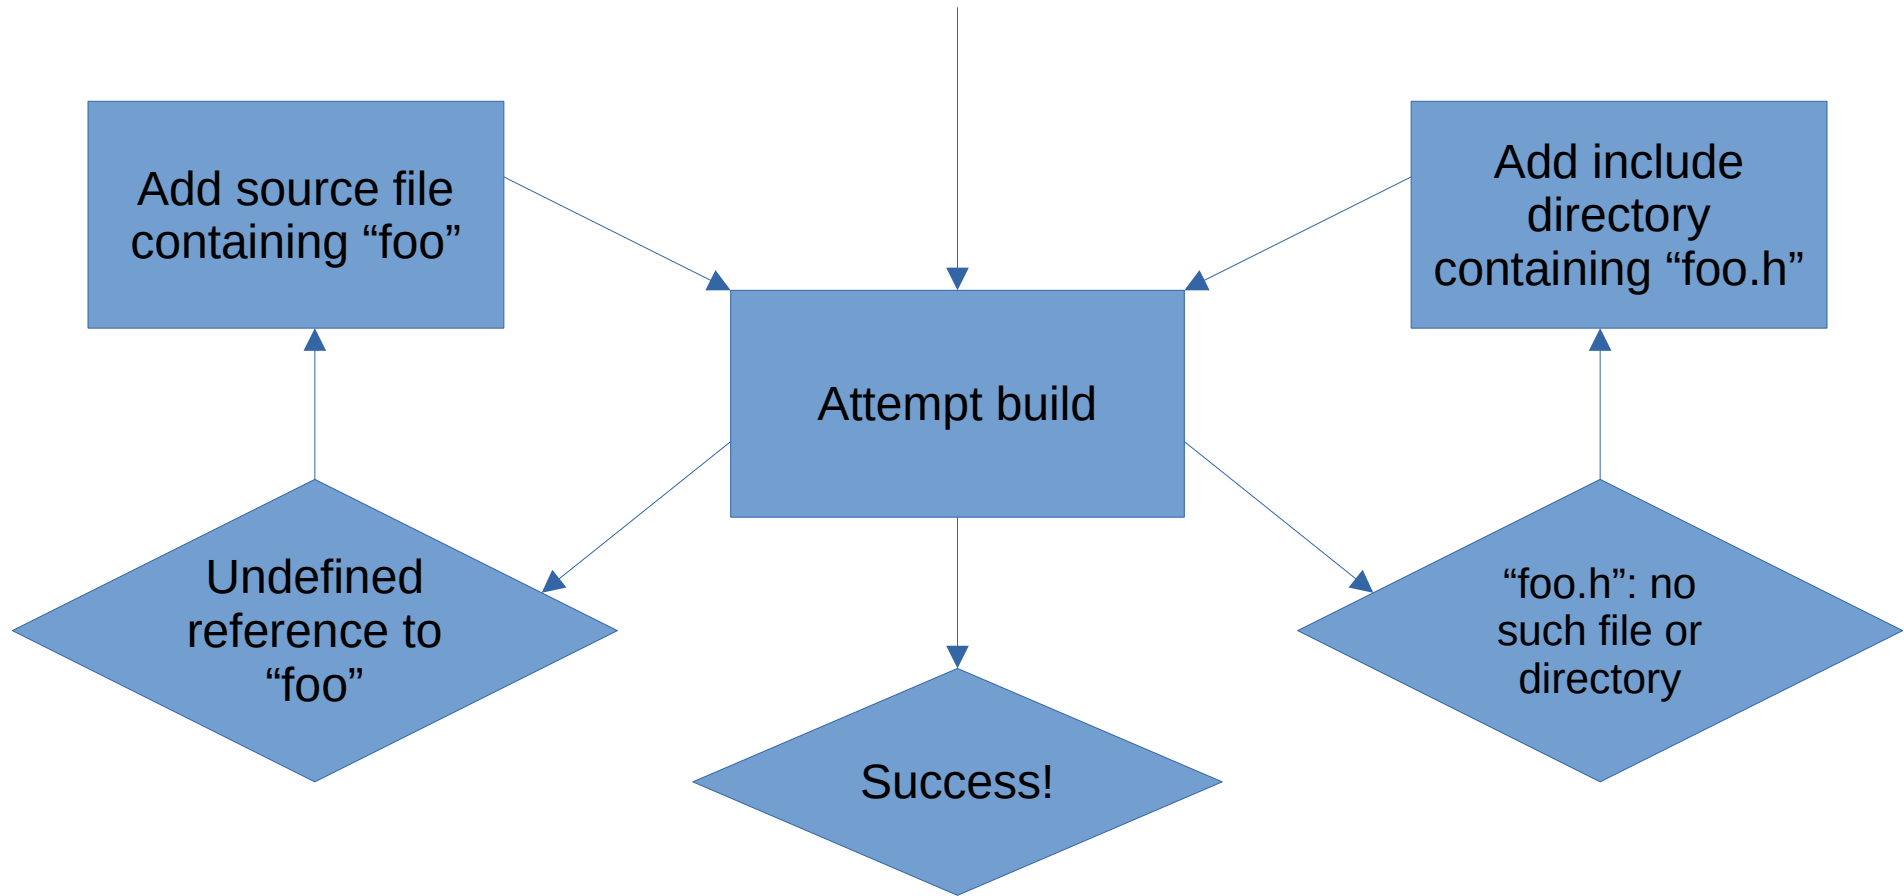 Add source file
containing “foo”
Add include
directory
containing “foo.h”
Attempt build
Undefined
reference to
“foo”
“foo.h”: no
such file or
directory
Success!